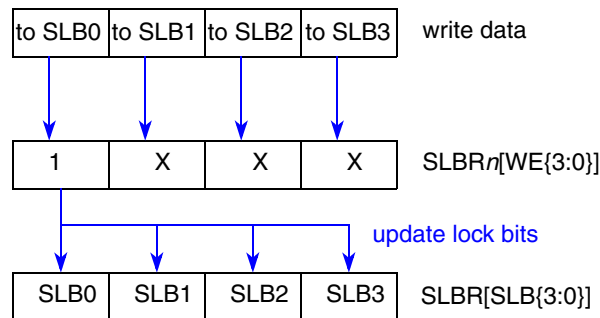 to SLB0 to SLB1 to SLB2 to SLB3 write data
1 X X X SLBRn[WE{3:0}]
update lock bits
SLB0 SLB1 SLB2 SLB3 SLBR[SLB{3:0}]